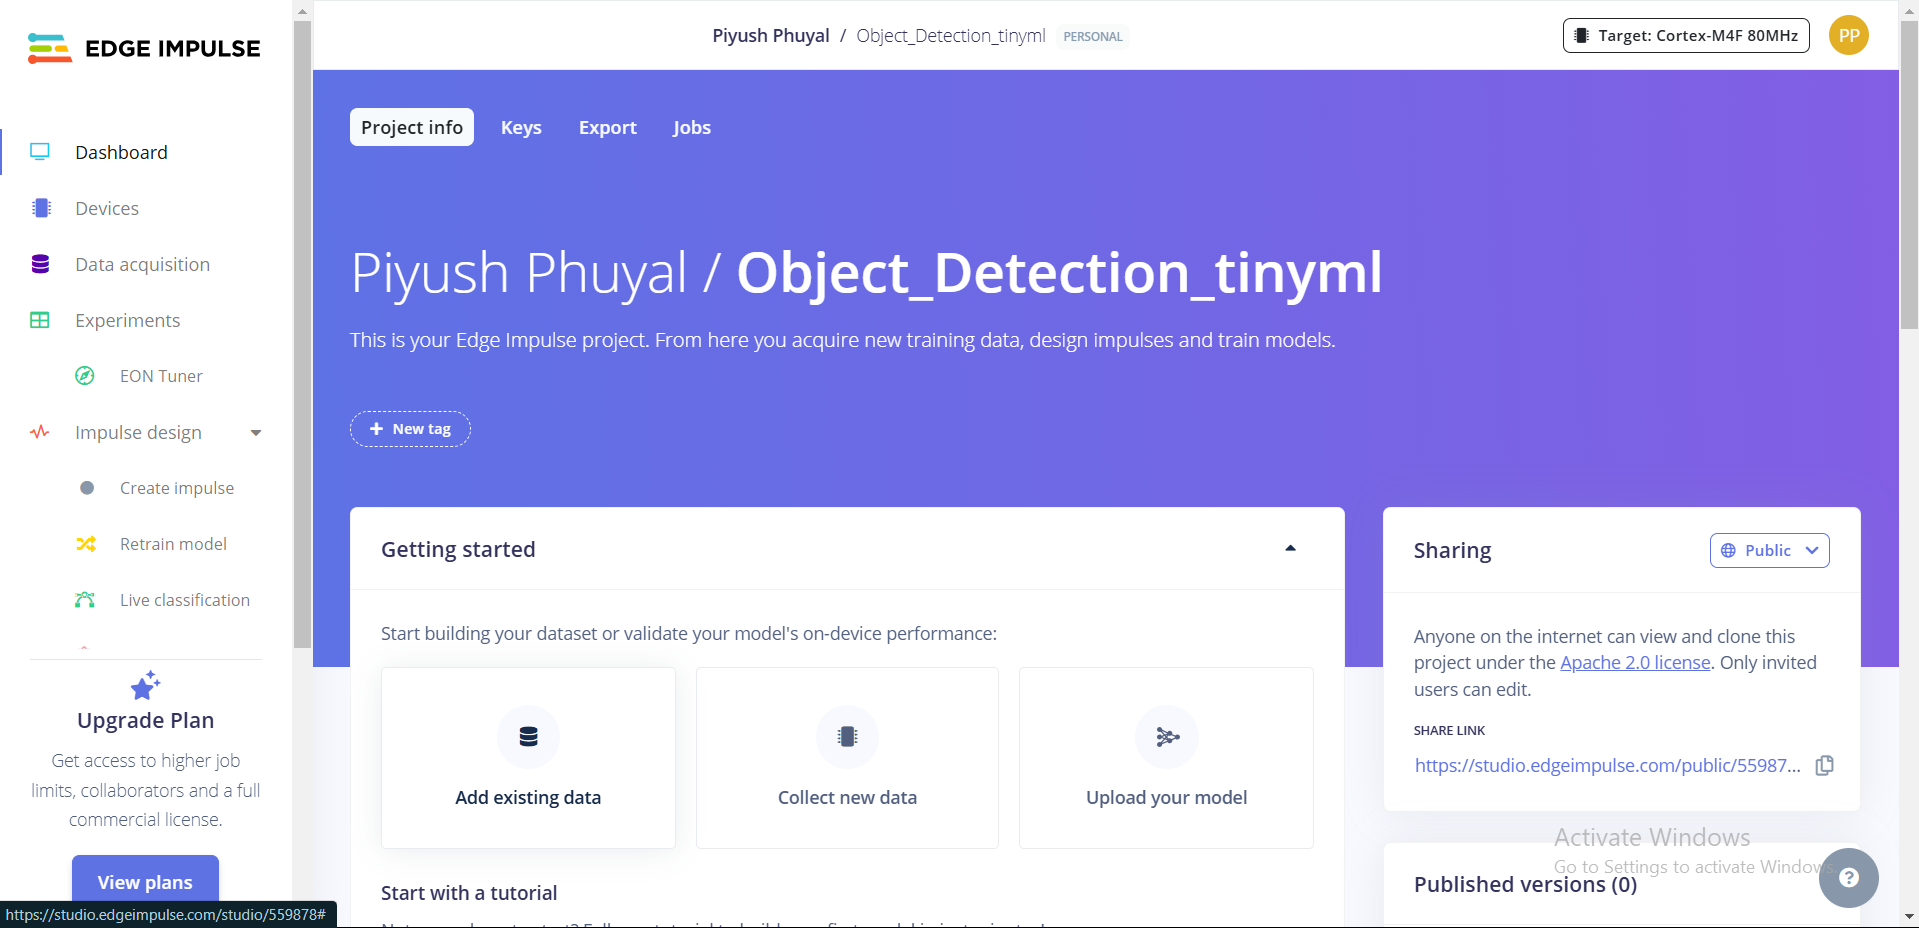 EDGE IMPULSE
Piyush Phuyal / Object_Detection_tinyml PERSONAL
Target: Cortex-M4F 80MHz
PP
Dashboard
Devices
Data acquisition
Experiments
EON Tuner
Impulse design
Create impulse
Retrain model
Live classification
Upgrade Plan
Get access to higher job
limits, collaborators and a full
commercial license.
View plans
https://studio.edgeimpulse.com/studio/559878#
Project info Keys Export Jobs
Piyush Phuyal / Object_Detection_tinyml
This is your Edge Impulse project. From here you acquire new training data, design impulses and train models.
+ New tag
Getting started
Start building your dataset or validate your model's on-device performance:
Add existing data
Collect new data
Upload your model
Start with a tutorial
Sharing
Public
Anyone on the internet can view and clone this
project under the Apache 2.0 license. Only invited
users can edit.
SHARE LINK
https://studio.edgeimpulse.com/public/55987...
Activate Windows
Go to Settings to activate Windows
Published versions (0)
?